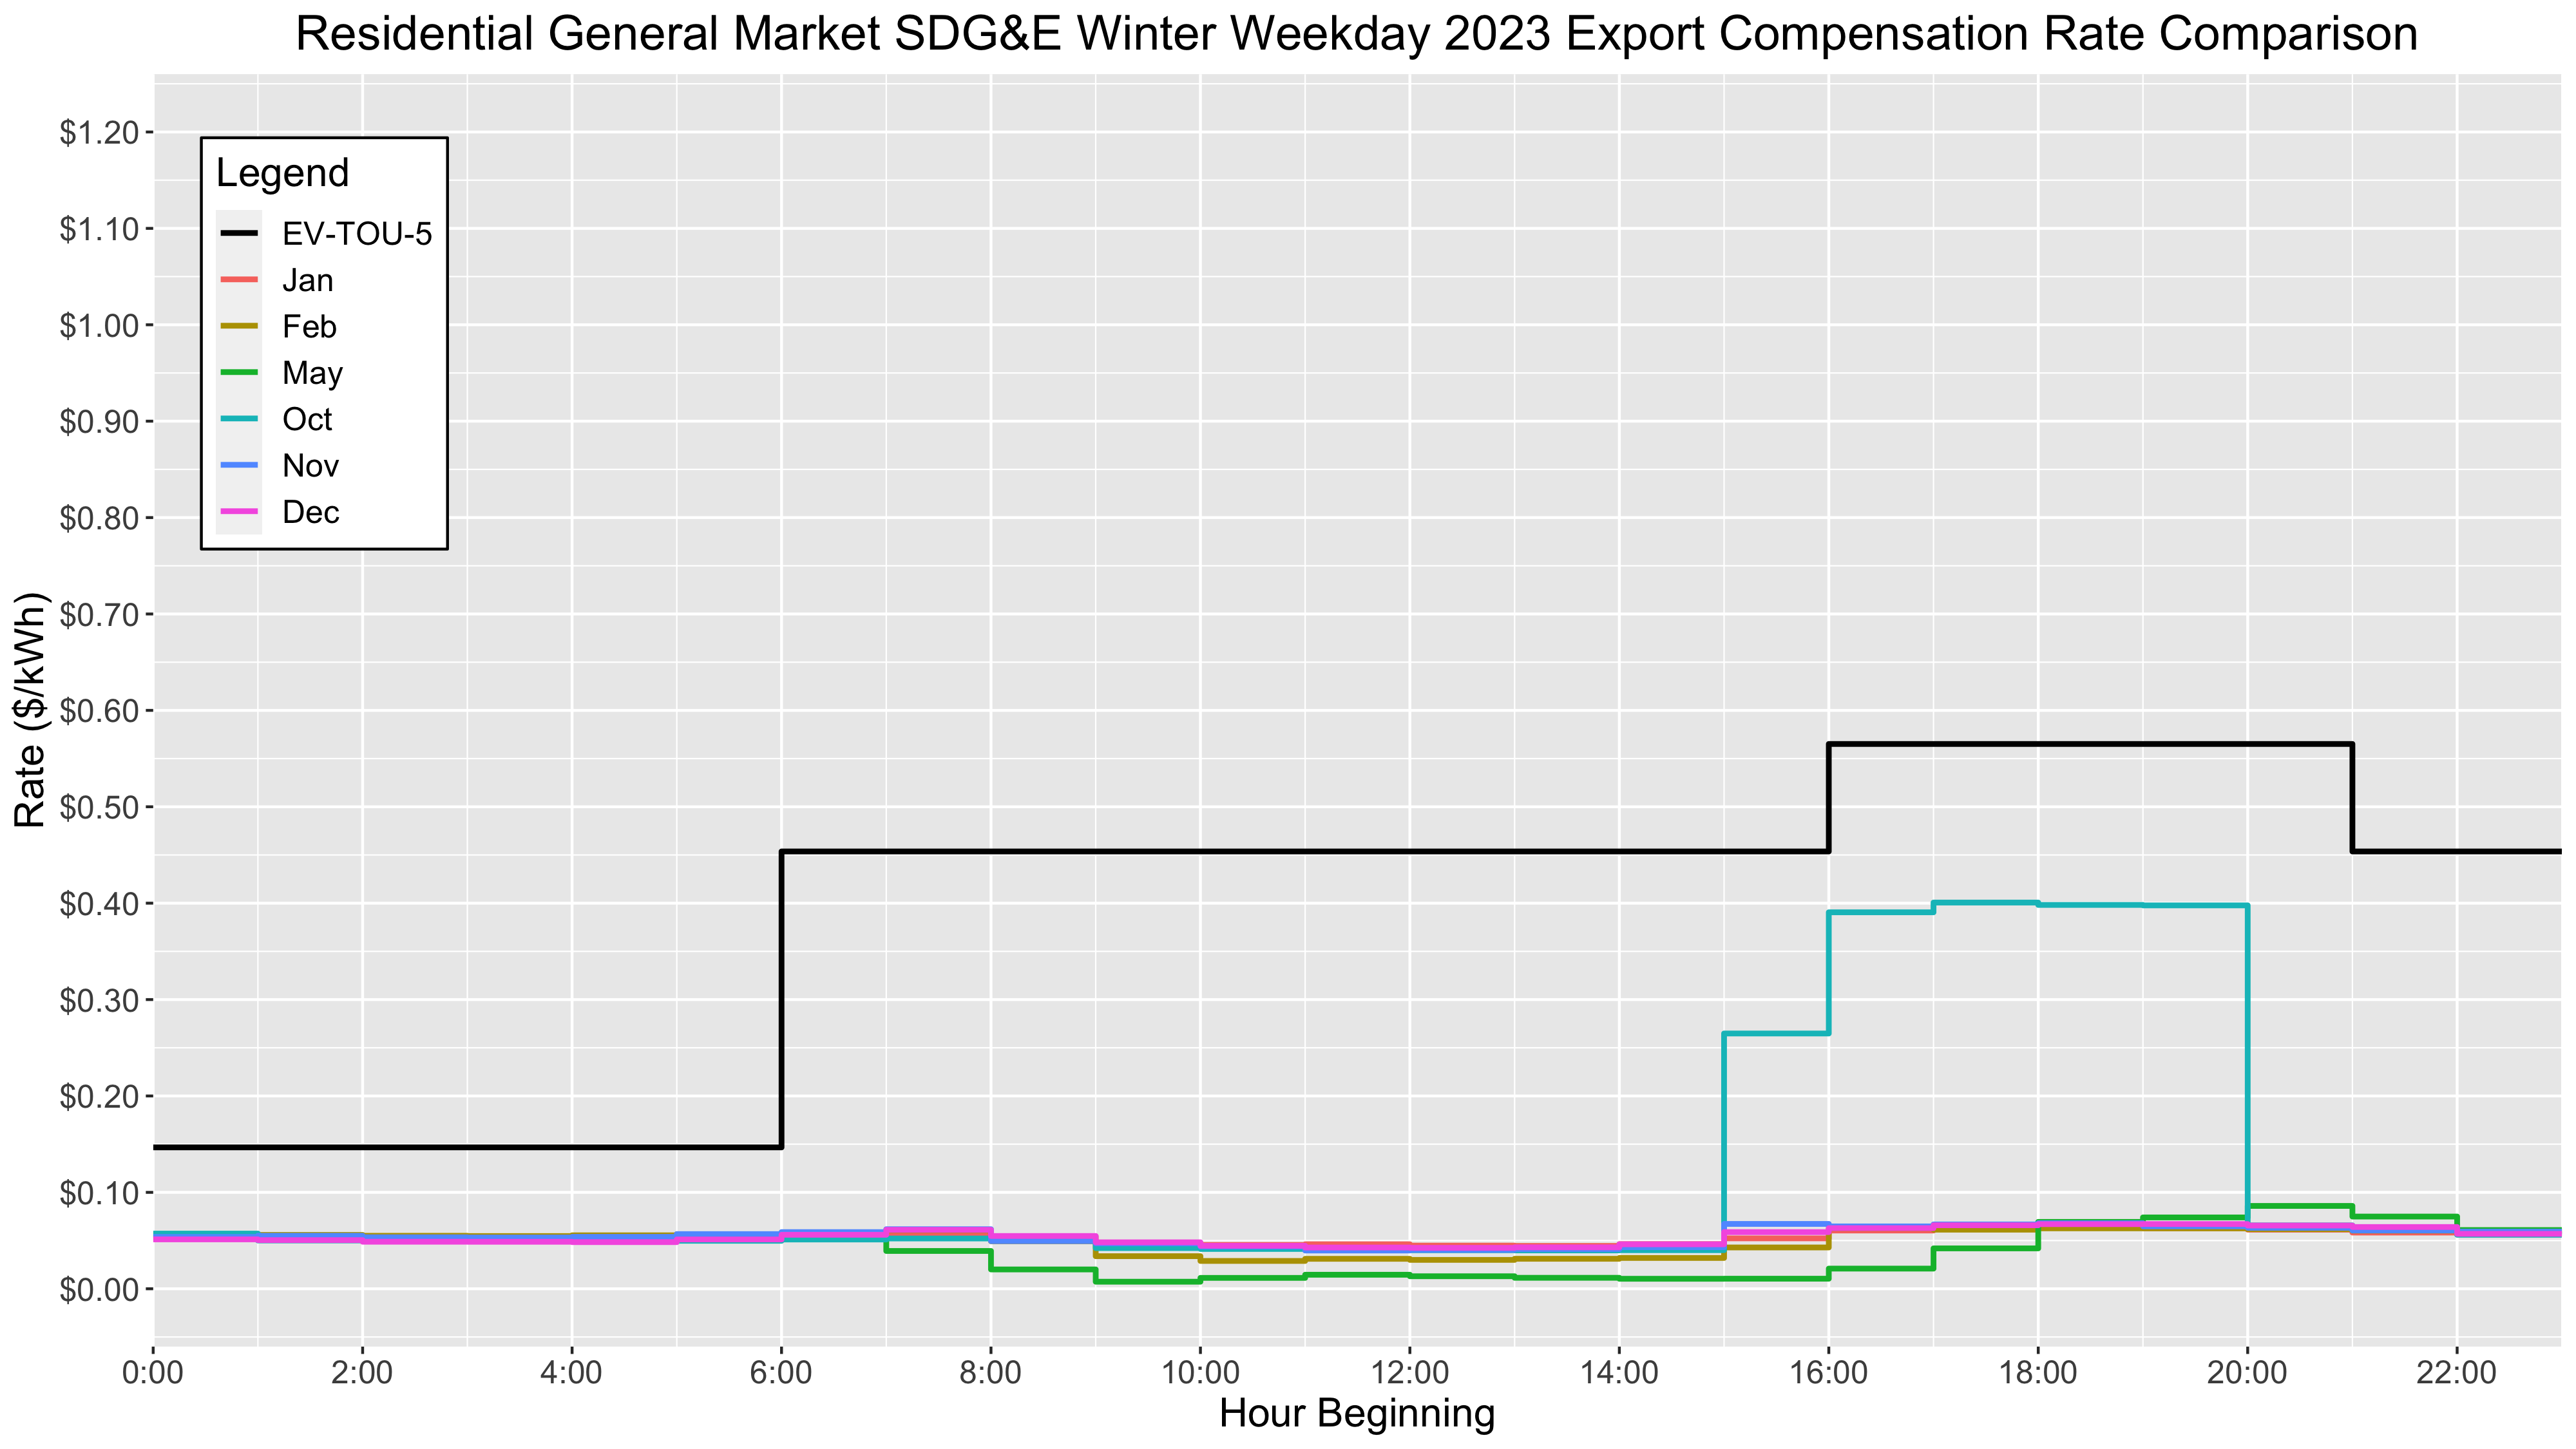 Residential General Market SDG&E Winter Weekday 2023 Export Compensation Rate Comparison
$1.20
$1.10
$1.00
$0.90
$0.80
$0.70
$0.60
$0.50
$0.40
$0.30
$0.20
$0.10
$0.00
Rate ($/kWh)
Legend
EV-TOU-5
Jan
Feb
May
Oct
Nov
Dec
0:00 2:00 4:00 6:00 8:00 10:00 12:00 14:00 16:00 18:00 20:00 22:00
Hour Beginning